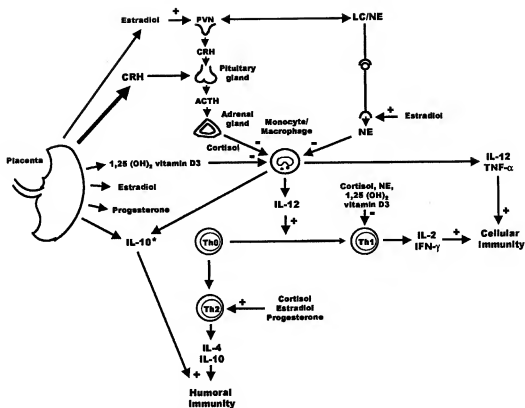 Estradiol
+
PVN
LC/NE
CRH
CRH
Pituitary
gland
ACTH
Adrenal
gland
Monocyte/
Macrophage
+
Estradiol
NE
Cortisol
-
-
Placenta
1,25 (OH)₂ vitamin D3
-
IL-12
TNF-α
Estradiol
Progesterone
IL-12
Cortisol, NE,
1,25 (OH)₂
vitamin D3
-
+
+
IL-10*
Th0
Th1
IL-2
IFN-γ
+
Cellular
Immunity
Th2
+
Cortisol
Estradiol
Progesterone
IL-4
IL-10
+
Humoral
Immunity